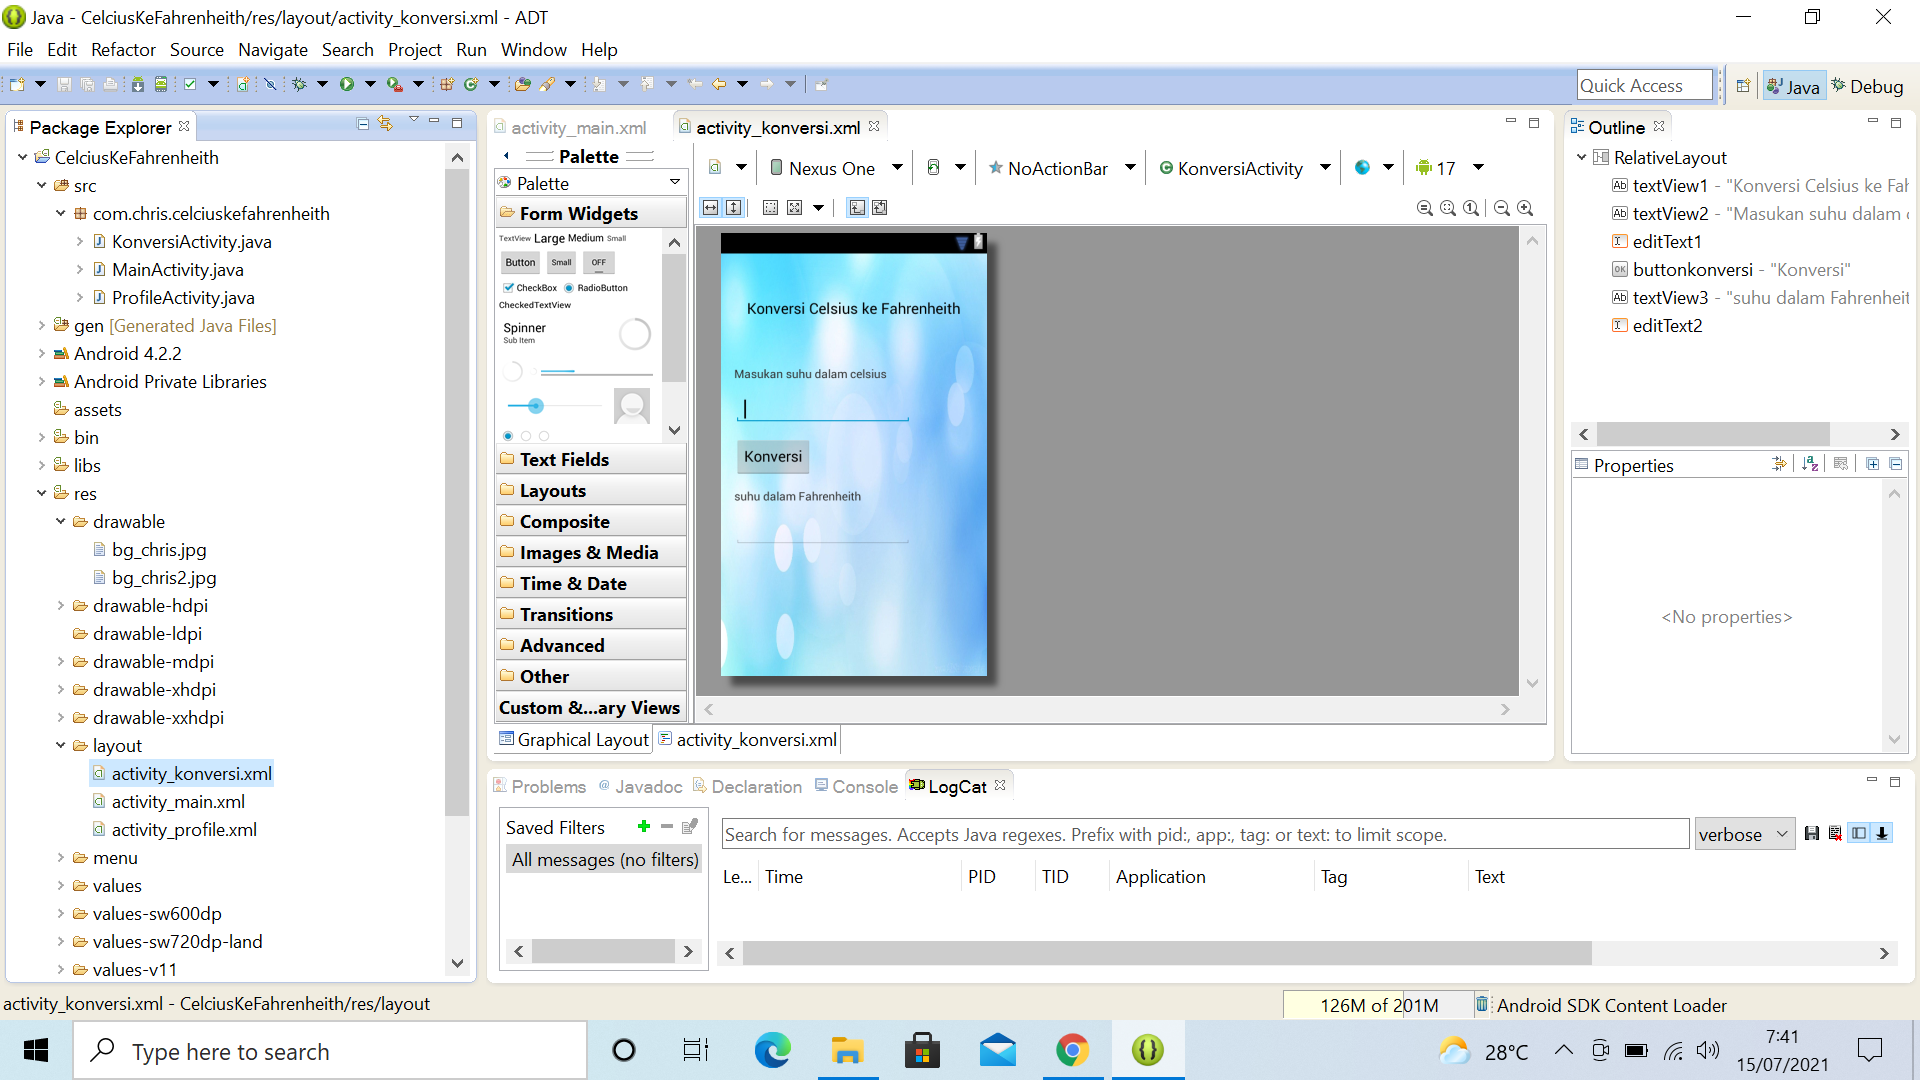 Java - CelciusKeFahrenheith/res/layout/activity_konversi.xml - ADT
File Edit Refactor Source Navigate Search Project Run Window Help
Quick Access
Java
Debug
Package Explorer
CelciusKeFahrenheith
src
com.chris.celciuskefahrenheith
KonversiActivity.java
MainActivity.java
ProfileActivity.java
gen [Generated Java Files]
Android 4.2.2
Android Private Libraries
assets
bin
libs
res
drawable
bg_chris.jpg
bg_chris2.jpg
drawable-hdpi
drawable-ldpi
drawable-mdpi
drawable-xhdpi
drawable-xxhdpi
layout
activity_konversi.xml
activity_main.xml
activity_profile.xml
menu
values
values-sw600dp
values-sw720dp-land
values-v11
activity_main.xml
activity_konversi.xml
Palette
Palette
Form Widgets
TextView Large Medium Small
Button Small OFF
CheckBox RadioButton
CheckedTextView
Spinner
Sub Item
Text Fields
Layouts
Composite
Images & Media
Time & Date
Transitions
Advanced
Other
Custom &...ary Views
Nexus One
NoActionBar
KonversiActivity
17
Konversi Celsius ke Fahrenheith
Masukan suhu dalam celsius
Konversi
suhu dalam Fahrenheith
Graphical Layout
activity_konversi.xml
Outline
RelativeLayout
textView1 - "Konversi Celsius ke Fah
textView2 - "Masukan suhu dalam c
editText1
buttonkonversi - "Konversi"
textView3 - "suhu dalam Fahrenheit
editText2
Properties
<No properties>
Problems
Javadoc
Declaration
Console
LogCat
Saved Filters
All messages (no filters)
Search for messages. Accepts Java regexes. Prefix with pid:, app:, tag: or text: to limit scope.
verbose
Le... Time PID TID Application Tag Text
activity_konversi.xml - CelciusKeFahrenheith/res/layout
126M of 201M
Android SDK Content Loader
Type here to search
28°C
7:41
15/07/2021